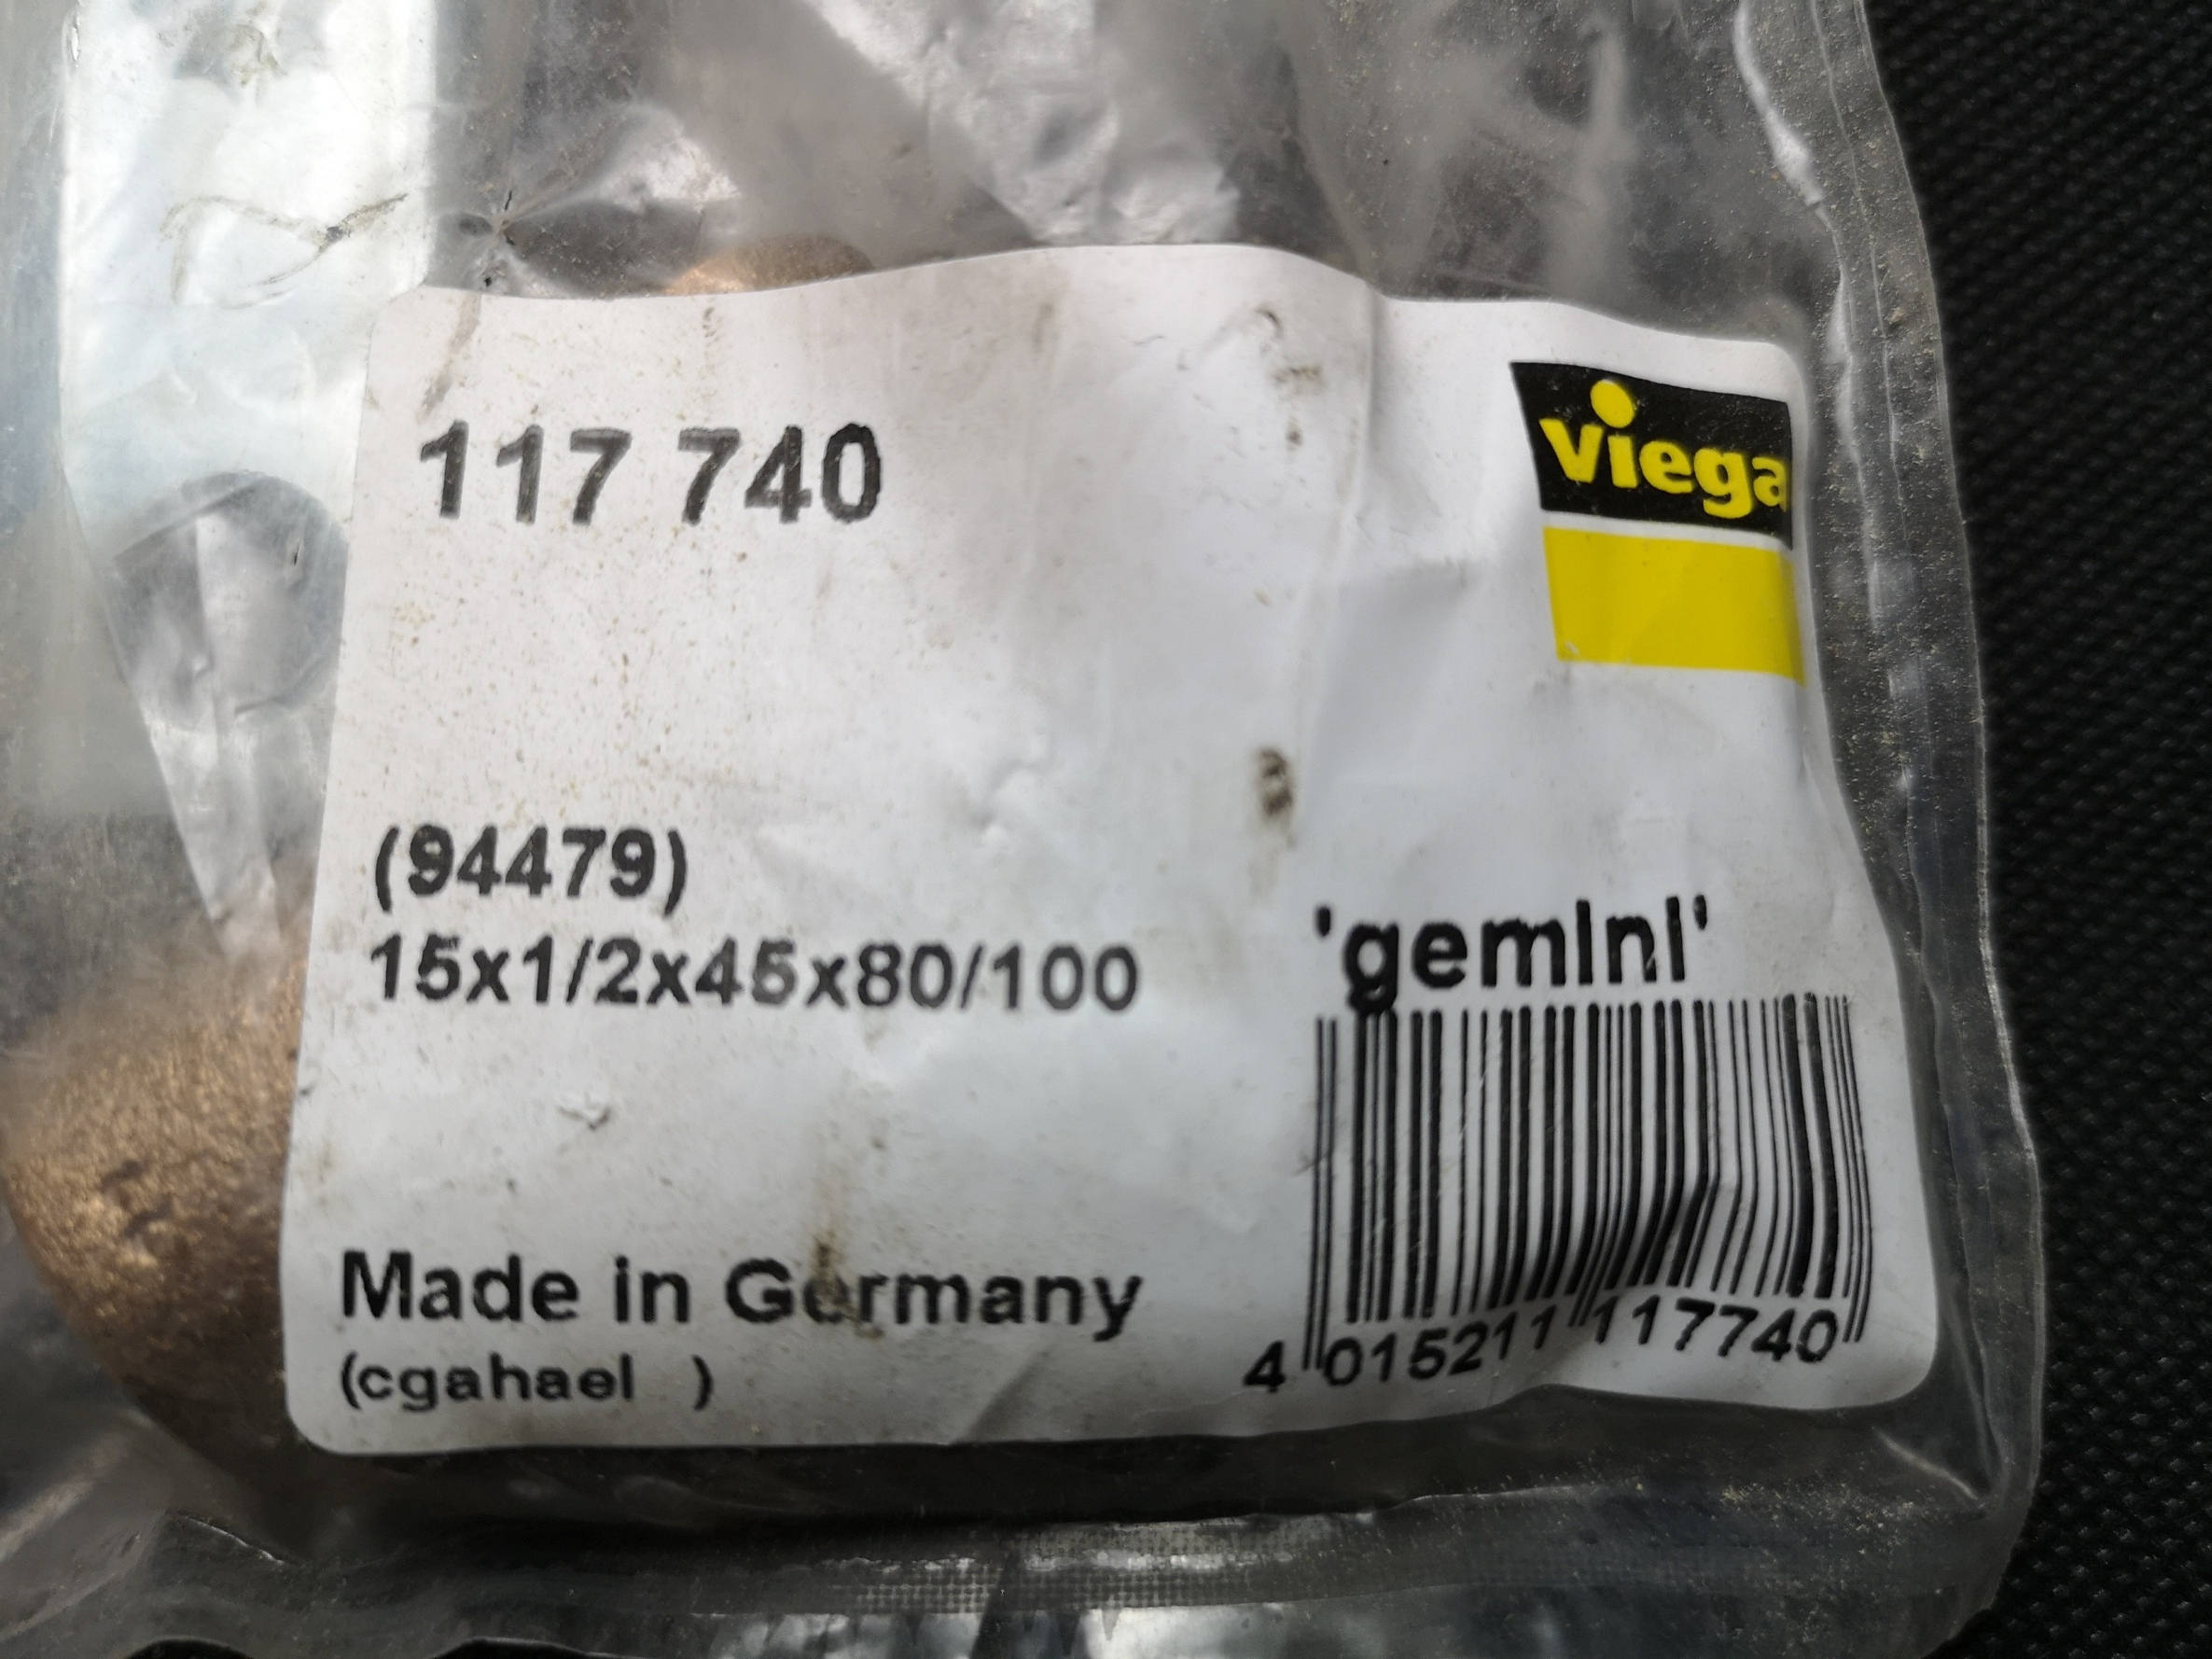 117 740
viega
(94479)
15x1/2x45x80/100
'gemini'
Made in Germany
(cgahael )
4 015211 117740